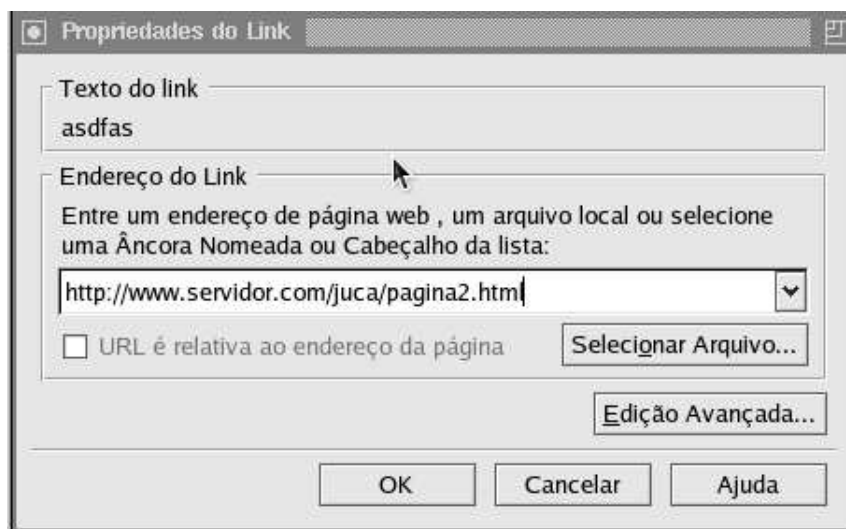 Propriedades do Link
Texto do link
asdfas
Endereço do Link
Entre um endereço de página web , um arquivo local ou selecione
uma Âncora Nomeada ou Cabeçalho da lista:
http://www.servidor.com/juca/pagina2.html
URL é relativa ao endereço da página
Selecionar Arquivo...
Edição Avançada...
OK
Cancelar
Ajuda